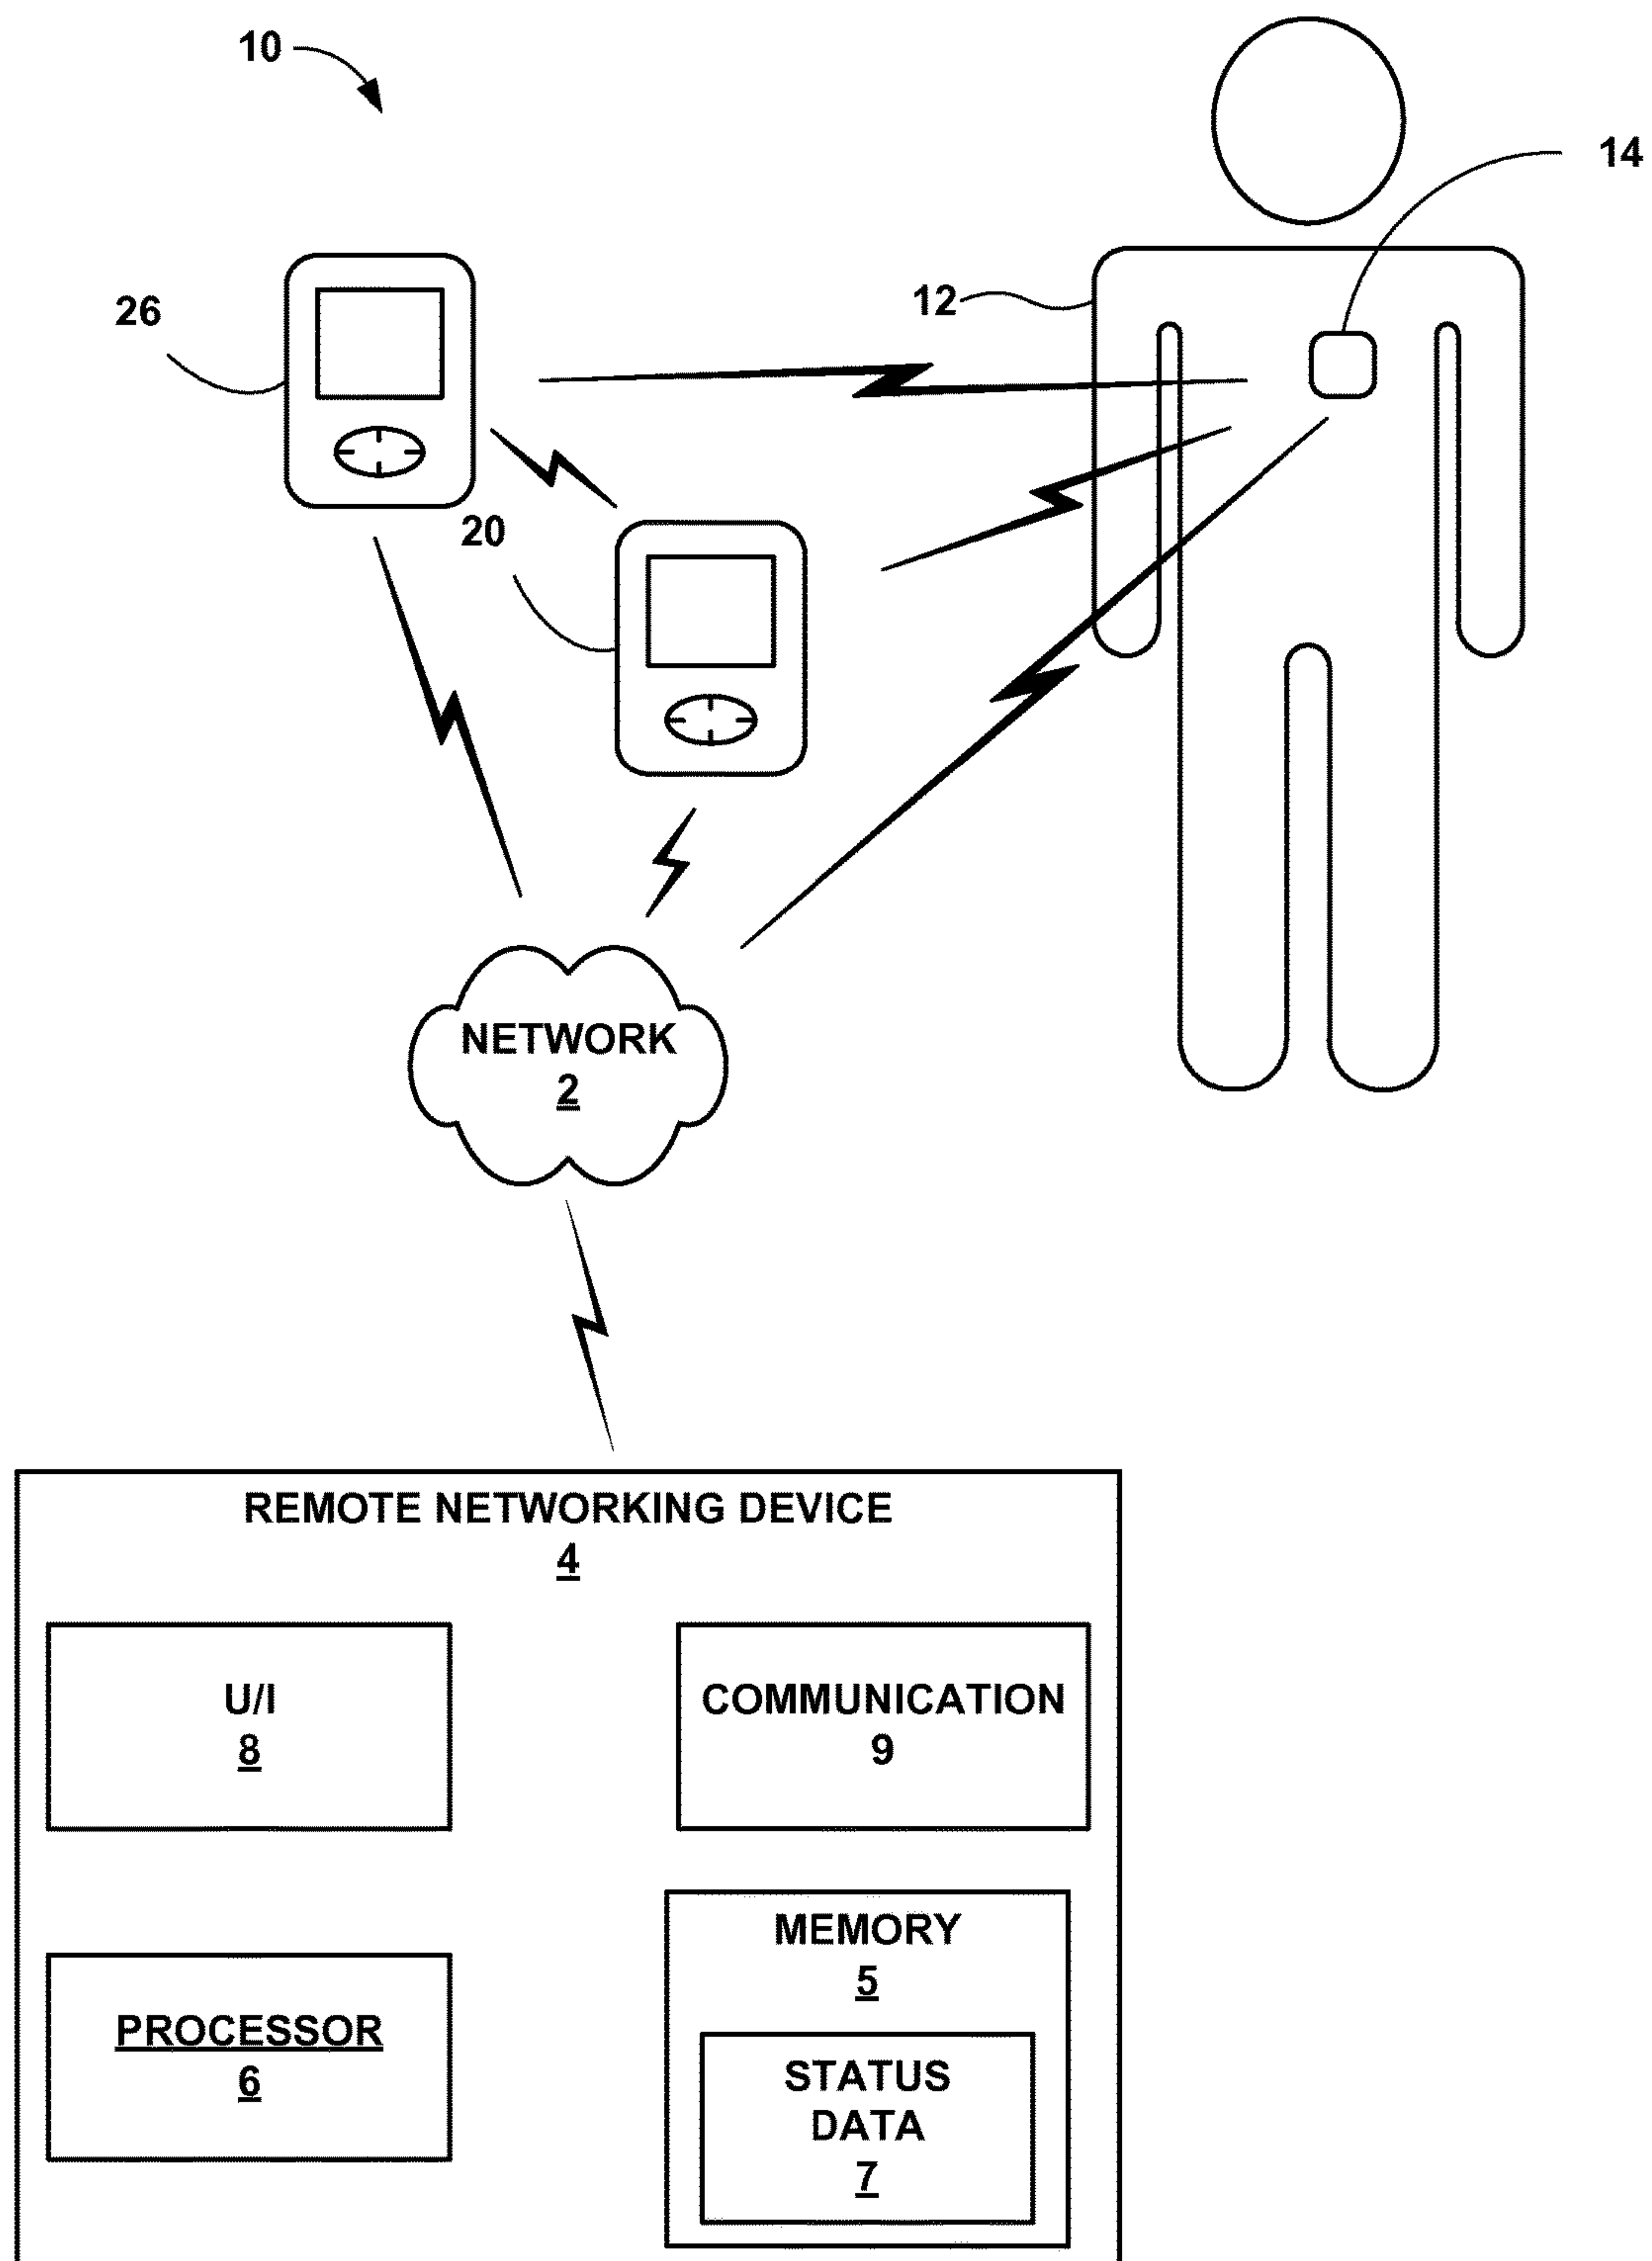 10
14
26
12
20
NETWORK
2
REMOTE NETWORKING DEVICE
4
U/I
8
COMMUNICATION
9
PROCESSOR
6
MEMORY
5
STATUS
DATA
7